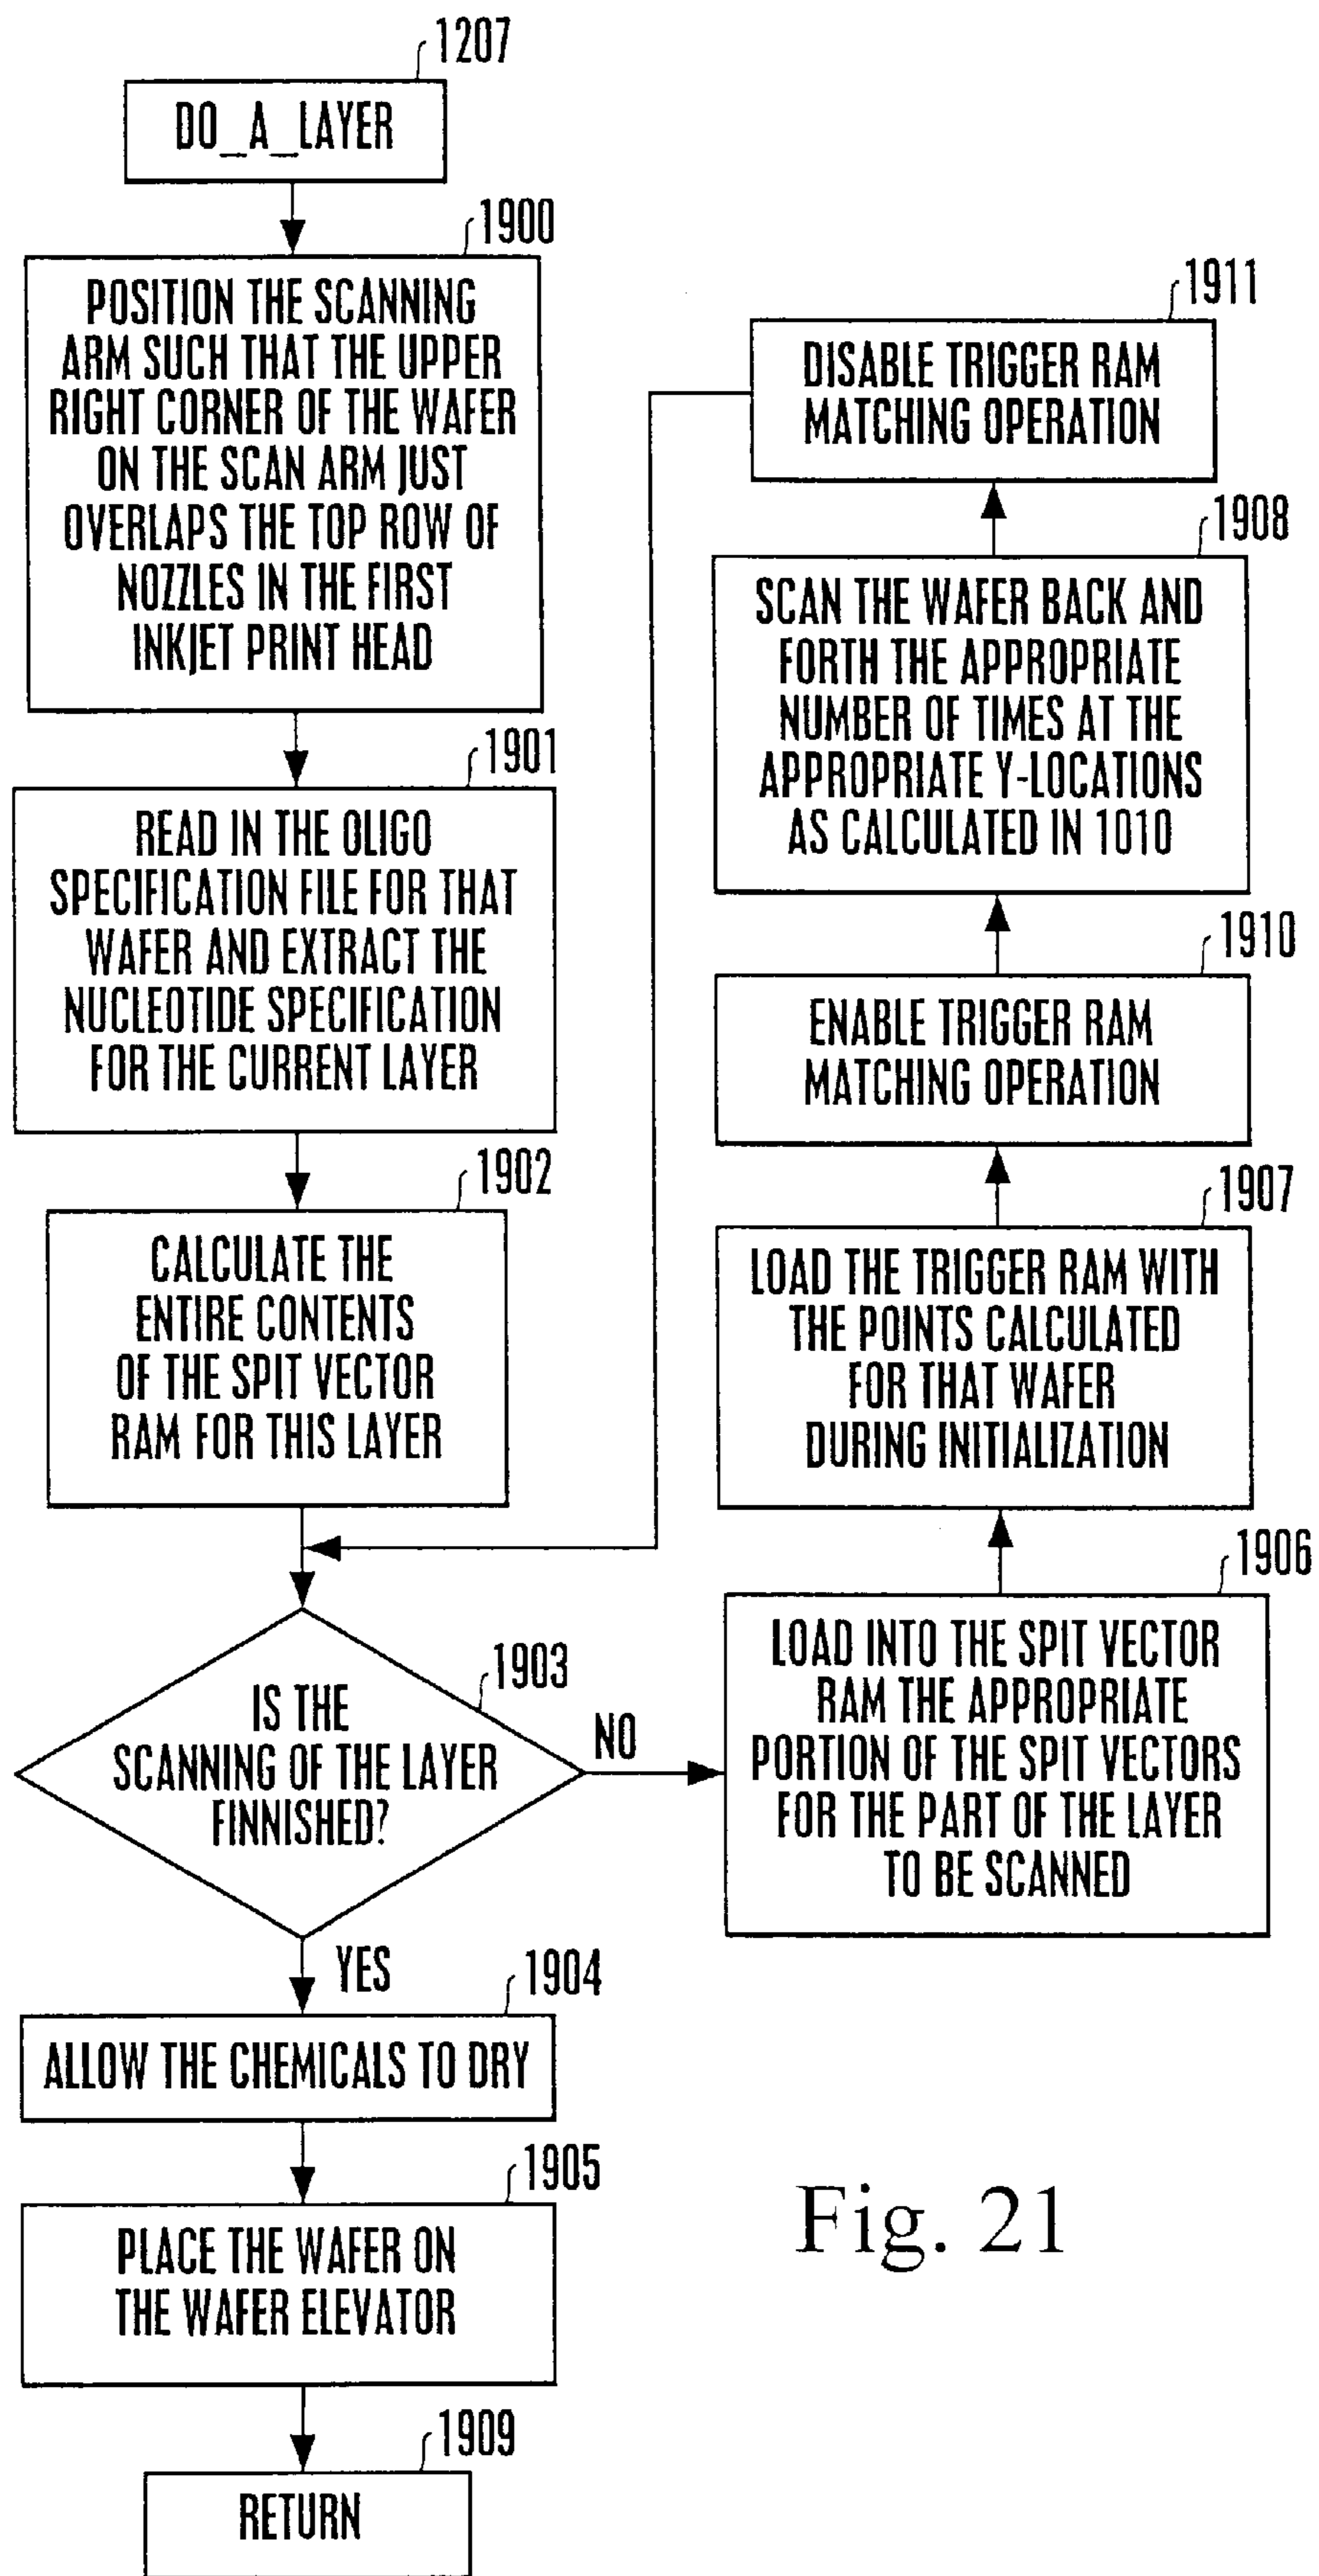 1207
DO_A_LAYER
1900
POSITION THE SCANNING
ARM SUCH THAT THE UPPER
RIGHT CORNER OF THE WAFER
ON THE SCAN ARM JUST
OVERLAPS THE TOP ROW OF
NOZZLES IN THE FIRST
INKJET PRINT HEAD
1901
READ IN THE OLIGO
SPECIFICATION FILE FOR THAT
WAFER AND EXTRACT THE
NUCLEOTIDE SPECIFICATION
FOR THE CURRENT LAYER
1902
CALCULATE THE
ENTIRE CONTENTS
OF THE SPIT VECTOR
RAM FOR THIS LAYER
1903
IS THE
SCANNING OF THE LAYER
FINNISHED?
NO
YES
1904
ALLOW THE CHEMICALS TO DRY
1905
PLACE THE WAFER ON
THE WAFER ELEVATOR
1909
RETURN
1911
DISABLE TRIGGER RAM
MATCHING OPERATION
1908
SCAN THE WAFER BACK AND
FORTH THE APPROPRIATE
NUMBER OF TIMES AT THE
APPROPRIATE Y-LOCATIONS
AS CALCULATED IN 1010
1910
ENABLE TRIGGER RAM
MATCHING OPERATION
1907
LOAD THE TRIGGER RAM WITH
THE POINTS CALCULATED
FOR THAT WAFER
DURING INITIALIZATION
1906
LOAD INTO THE SPIT VECTOR
RAM THE APPROPRIATE
PORTION OF THE SPIT VECTORS
FOR THE PART OF THE LAYER
TO BE SCANNED
Fig. 21